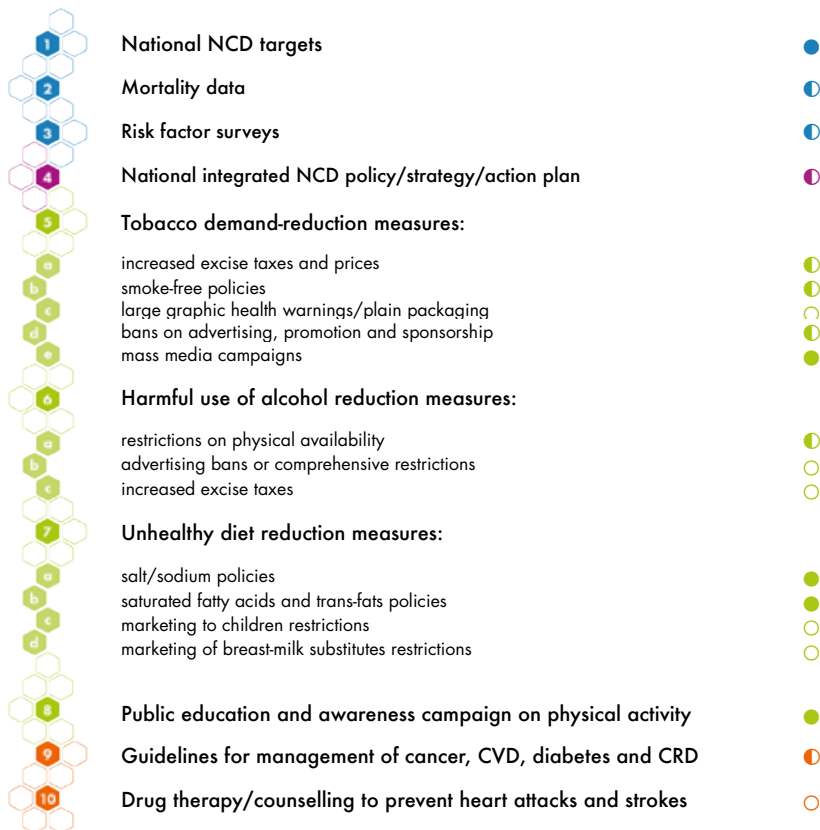 1 National NCD targets
2 Mortality data
3 Risk factor surveys
4 National integrated NCD policy/strategy/action plan
5 Tobacco demand-reduction measures:
a increased excise taxes and prices
b smoke-free policies
c large graphic health warnings/plain packaging
d bans on advertising, promotion and sponsorship
e mass media campaigns
6 Harmful use of alcohol reduction measures:
a restrictions on physical availability
b advertising bans or comprehensive restrictions
c increased excise taxes
7 Unhealthy diet reduction measures:
a salt/sodium policies
b saturated fatty acids and trans-fats policies
c marketing to children restrictions
d marketing of breast-milk substitutes restrictions
8 Public education and awareness campaign on physical activity
9 Guidelines for management of cancer, CVD, diabetes and CRD
10 Drug therapy/counselling to prevent heart attacks and strokes